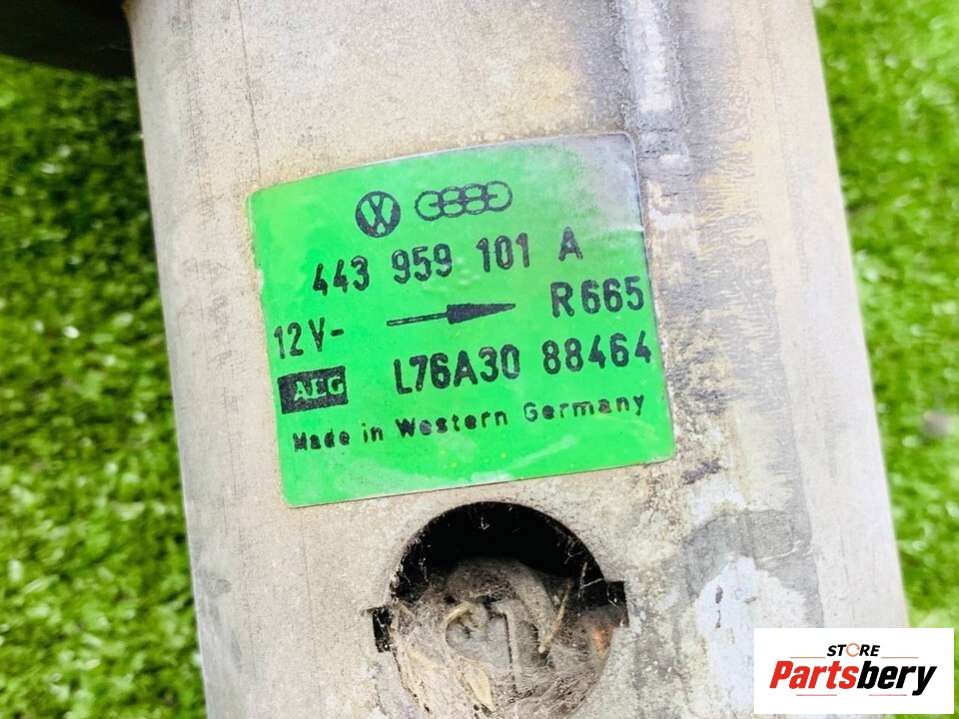 443 959 101 A
12V- R665
AEG L76A30 88464
Made in Western Germany
STORE
Partsbery